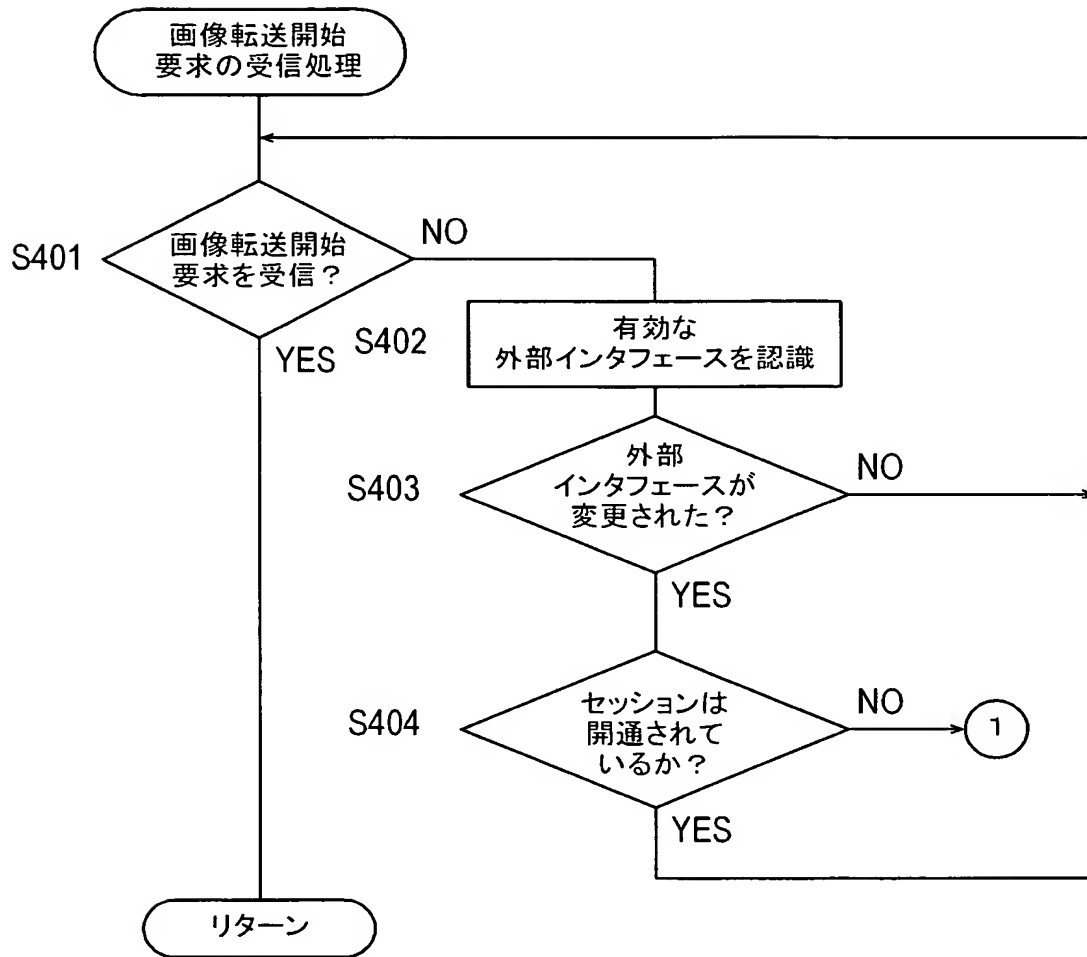 画像転送開始
要求の受信処理
S401
画像転送開始
要求を受信？
NO
YES
S402
有効な
外部インタフェースを認識
S403
外部
インタフェースが
変更された？
NO
YES
S404
セッションは
開通されて
いるか？
NO
1
YES
リターン